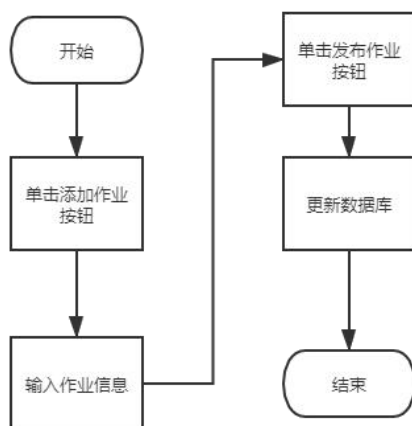 开始
单击添加作业
按钮
输入作业信息
单击发布作业
按钮
更新数据库
结束